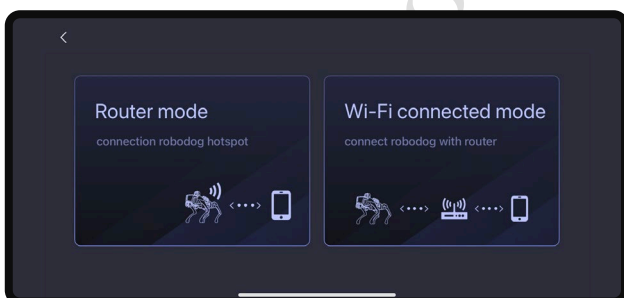 Router mode
connection robodog hotspot
Wi-Fi connected mode
connect robodog with router